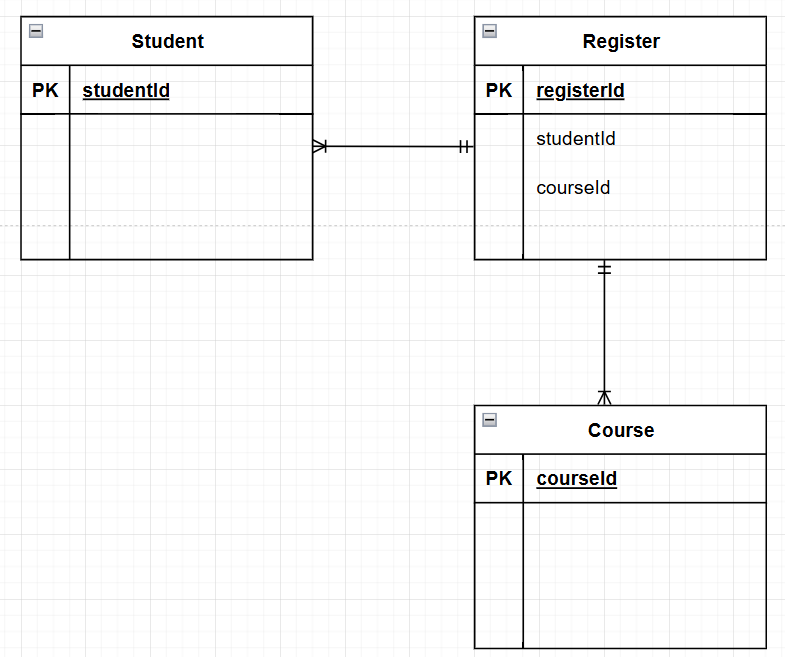 Student
PK studentId
Register
PK registerId
studentId
courseId
Course
PK courseId